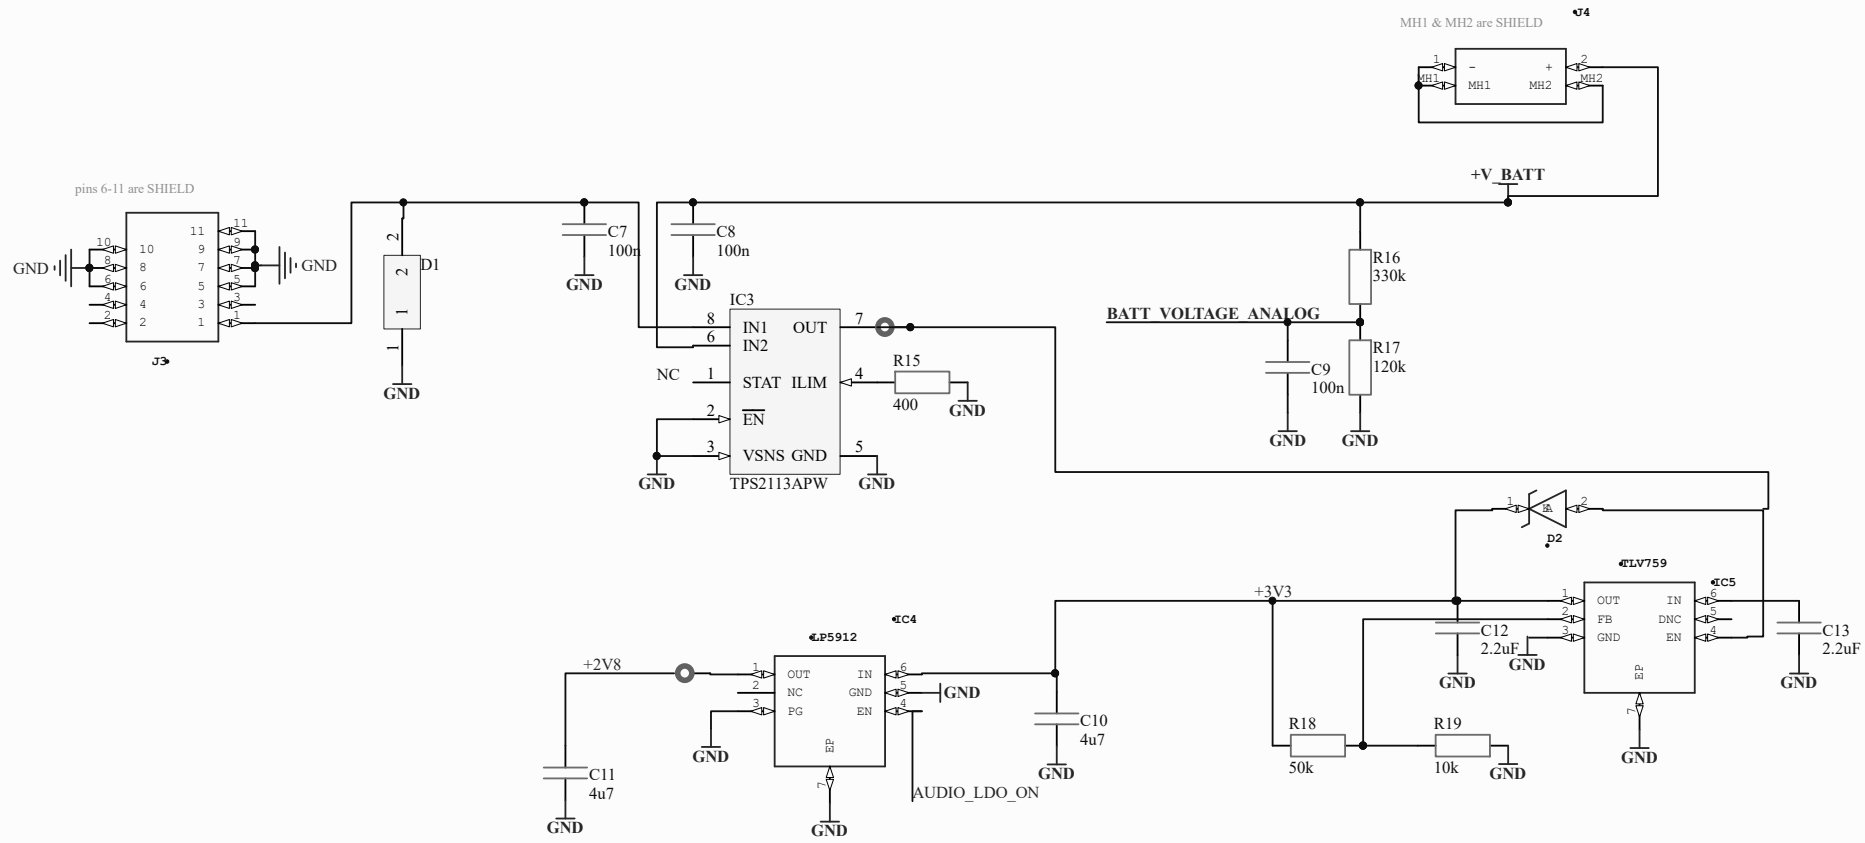 J4
MH1 & MH2 are SHIELD
1 - + 2
MH1 MH1 MH2 MH2
+V_BATT
pins 6-11 are SHIELD
11 11
10 10 9 9
GND 8 8 7 7 GND
6 6 5 5
4 4 3 3
2 2 1 1
J3
2
2
D1
1
1
GND
C7
100n
GND
C8
100n
GND
IC3
8 IN1 OUT 7
6 IN2
NC 1 STAT ILIM 4
2 EN
3 VSNS GND 5
GND
TPS2113APW
GND
R15
400
GND
R16
330k
BATT_VOLTAGE_ANALOG
R17
120k
C9
100n
GND
GND
1 2
D2
TLV759
IC5
1 OUT IN 6
2 FB DNC 5
3 GND EN 4
EP
7
GND
GND
C12
2.2uF
GND
C13
2.2uF
GND
+3V3
R18
50k
R19
10k
GND
IC4
LP5912
+2V8
1 OUT IN 6
2 NC GND 5 GND
3 PG EN 4
GND
EP
7
GND
AUDIO_LDO_ON
C10
4u7
GND
C11
4u7
GND